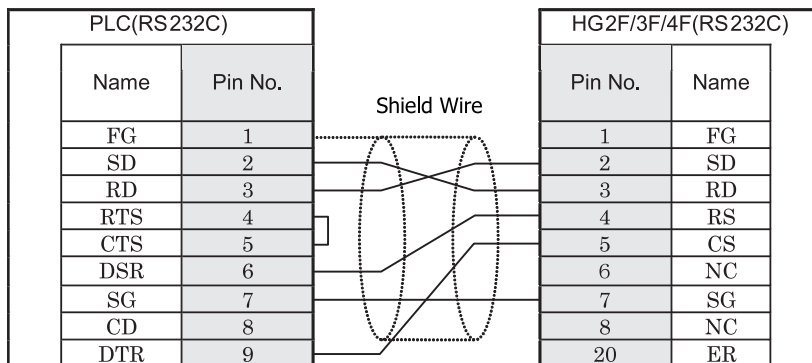 PLC(RS232C) HG2F/3F/4F(RS232C)
Name Pin No. Pin No. Name
Shield Wire
FG 1 1 FG
SD 2 2 SD
RD 3 3 RD
RTS 4 4 RS
CTS 5 5 CS
DSR 6 6 NC
SG 7 7 SG
CD 8 8 NC
DTR 9 20 ER